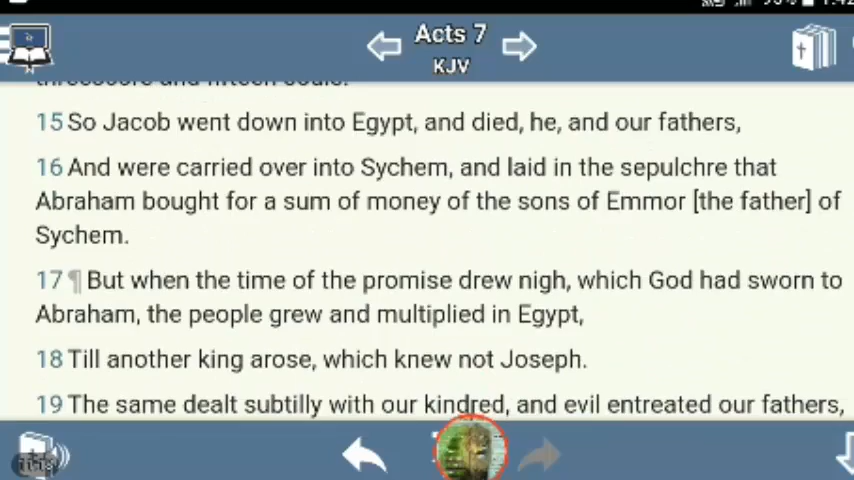 Acts 7
KJV
threescore and fifteen souls.
15 So Jacob went down into Egypt, and died, he, and our fathers,
16 And were carried over into Sychem, and laid in the sepulchre that
Abraham bought for a sum of money of the sons of Emmor [the father] of
Sychem.
17 ¶ But when the time of the promise drew nigh, which God had sworn to
Abraham, the people grew and multiplied in Egypt,
18 Till another king arose, which knew not Joseph.
19 The same dealt subtilly with our kindred, and evil entreated our fathers,